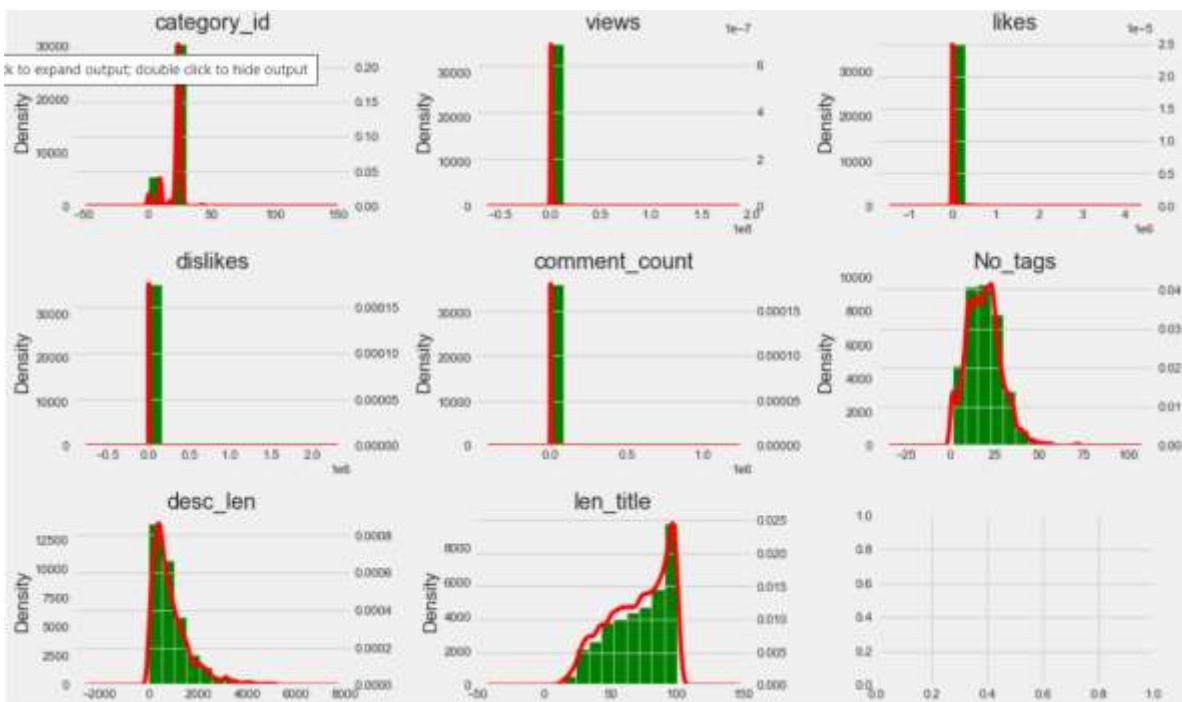 category_id
views
likes
1e-7
1e-5
30000
20000
10000
0
Density
k to expand output; double click to hide output
0.20
0.15
0.10
0.05
0.00
-50 0 50 100 150
30000
20000
10000
0
Density
6
4
2
0
-0.5 0.0 0.5 1.0 1.5 2.0
1e8
30000
20000
10000
0
Density
2.5
2.0
1.5
1.0
0.5
0.0
-1 0 1 2 3 4
1e6
dislikes
comment_count
No_tags
30000
20000
10000
0
Density
0.00015
0.00010
0.00005
0.00000
-0.5 0.0 0.5 1.0 1.5 2.0
1e6
30000
20000
10000
0
Density
0.00015
0.00010
0.00005
0.00000
0.0 0.5 1.0
1e6
10000
8000
6000
4000
2000
0
Density
0.04
0.03
0.02
0.01
0.00
-25 0 25 50 75 100
desc_len
len_title
12500
10000
7500
5000
2500
0
Density
0.0008
0.0006
0.0004
0.0002
0.0000
-2000 0 2000 4000 6000 8000
8000
6000
4000
2000
0
Density
0.025
0.020
0.015
0.010
0.005
0.000
-50 0 50 100 150
1.0
0.8
0.6
0.4
0.2
0.0
0.0 0.2 0.4 0.6 0.8 1.0